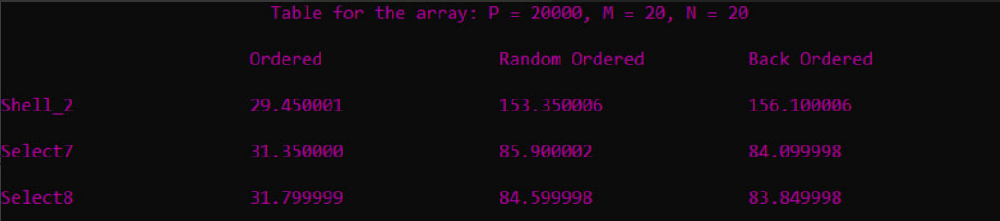 Table for the array: P = 20000, M = 20, N = 20
Ordered Random Ordered Back Ordered
Shell_2 29.450001 153.350006 156.100006
Select7 31.350000 85.900002 84.099998
Select8 31.799999 84.599998 83.849998